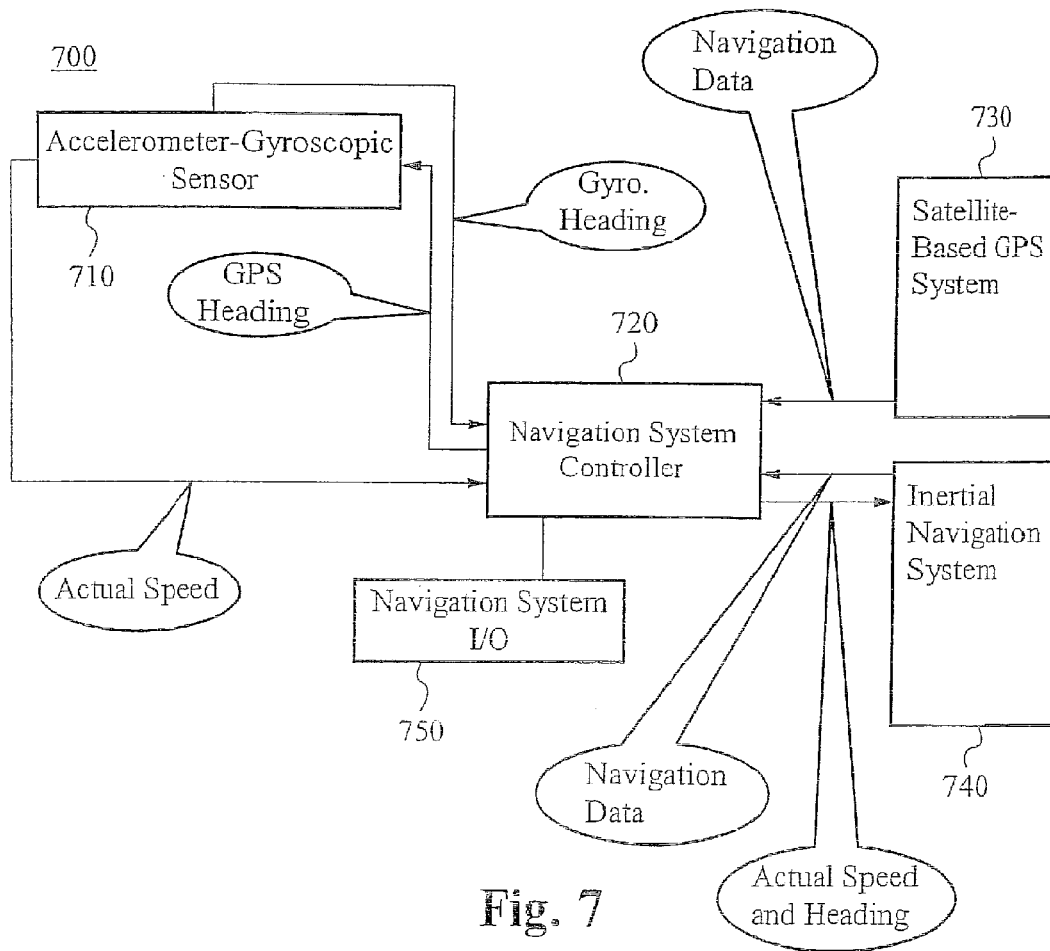 700
Accelerometer-Gyroscopic
Sensor
710
Gyro.
Heading
GPS
Heading
Navigation
Data
730
Satellite-
Based GPS
System
720
Navigation System
Controller
Actual Speed
Navigation System
I/O
750
Inertial
Navigation
System
740
Navigation
Data
Actual Speed
and Heading
Fig. 7